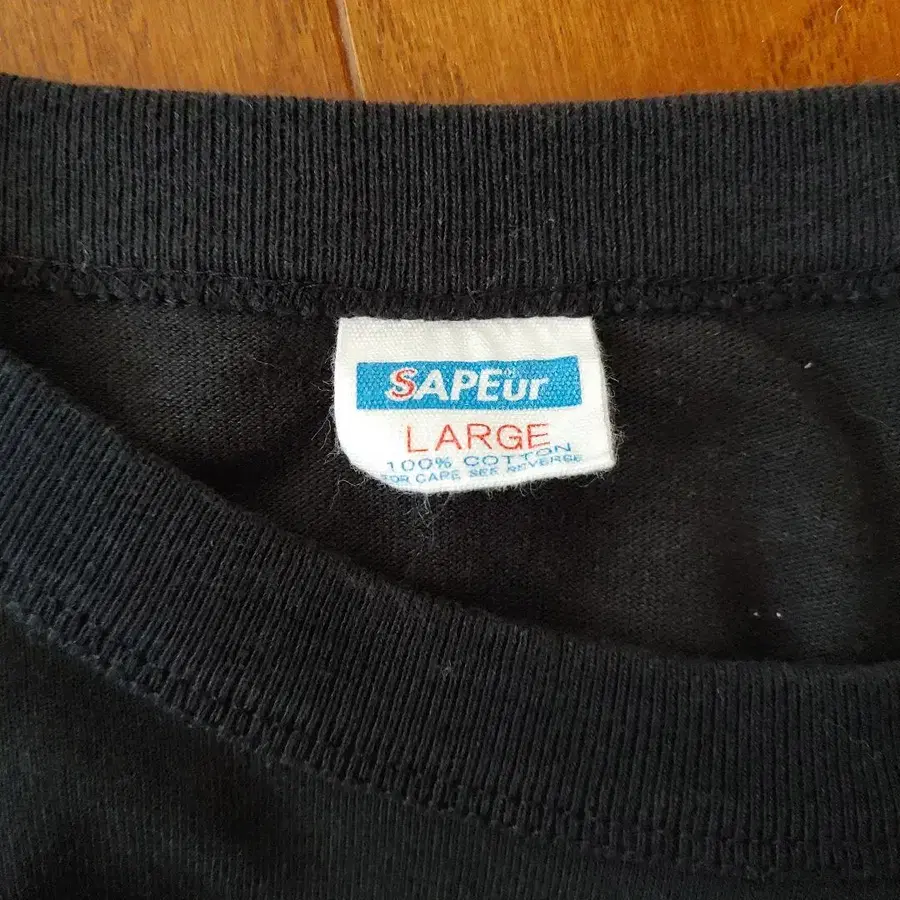 SAPEur
LARGE
100% COTTON
FOR CARE SEE REVERSE